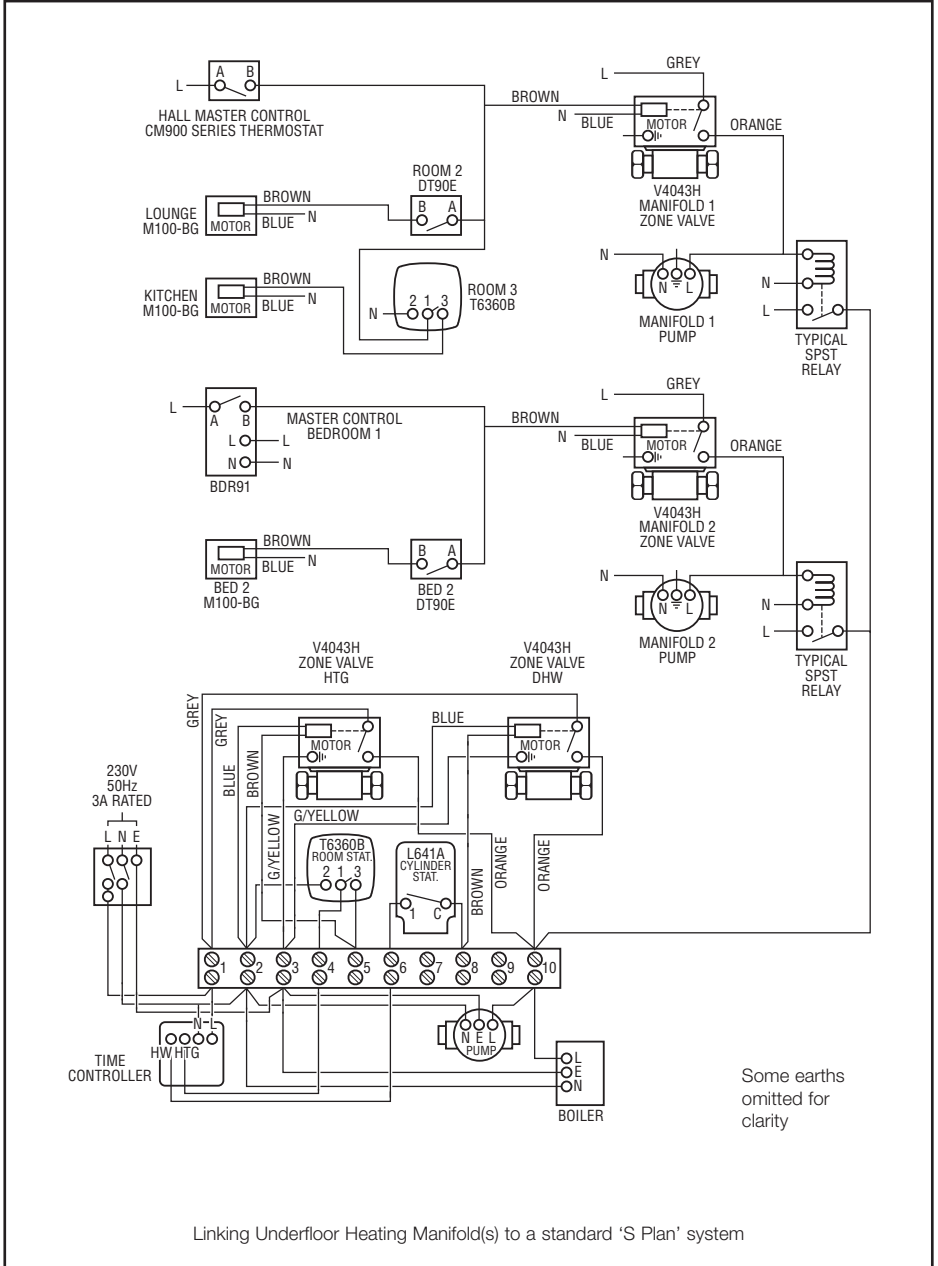 A B
L
HALL MASTER CONTROL
CM900 SERIES THERMOSTAT
L
GREY
BROWN
N
BLUE
MOTOR
ORANGE
V4043H
MANIFOLD 1
ZONE VALVE
ROOM 2
DT90E
B A
LOUNGE
M100-BG
MOTOR
BROWN
BLUE
N
KITCHEN
M100-BG
MOTOR
BROWN
BLUE
N
N
2 1 3
ROOM 3
T6360B
N
N L
MANIFOLD 1
PUMP
N
L
TYPICAL
SPST
RELAY
L
A B
L
L
N
N
BDR91
MASTER CONTROL
BEDROOM 1
L
GREY
BROWN
N
BLUE
MOTOR
ORANGE
V4043H
MANIFOLD 2
ZONE VALVE
MOTOR
BROWN
BLUE
N
BED 2
M100-BG
B A
BED 2
DT90E
N
N L
MANIFOLD 2
PUMP
N
L
TYPICAL
SPST
RELAY
V4043H
ZONE VALVE
HTG
V4043H
ZONE VALVE
DHW
GREY
GREY
BLUE
BROWN
MOTOR
BLUE
MOTOR
G/YELLOW
G/YELLOW
230V
50Hz
3A RATED
L N E
T6360B
ROOM STAT.
2 1 3
L641A
CYLINDER
STAT.
1 C
BROWN
ORANGE
ORANGE
1 2 3 4 5 6 7 8 9 10
N L
HW HTG
TIME
CONTROLLER
N E L
PUMP
L
E
N
BOILER
Some earths
omitted for
clarity
Linking Underfloor Heating Manifold(s) to a standard ‘S Plan’ system